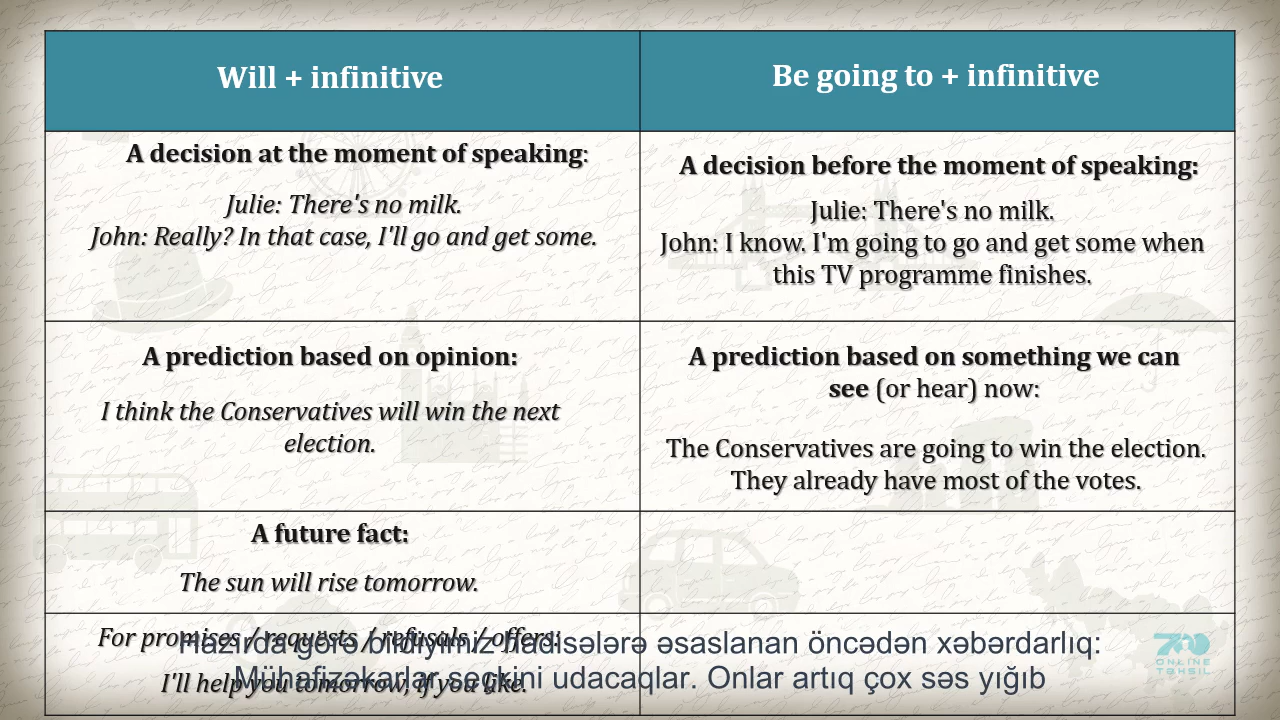 Will + infinitive
Be going to + infinitive
A decision at the moment of speaking:
Julie: There's no milk.
John: Really? In that case, I'll go and get some.
A decision before the moment of speaking:
Julie: There's no milk.
John: I know. I'm going to go and get some when
this TV programme finishes.
A prediction based on opinion:
I think the Conservatives will win the next
election.
A prediction based on something we can
see (or hear) now:
The Conservatives are going to win the election.
They already have most of the votes.
A future fact:
The sun will rise tomorrow.
For promises / requests / refusals / offers:
I'll help you tomorrow, if you like.
Hazırda görə bildiyimiz hadisələrə əsaslanan öncədən xəbərdarlıq:
Mühafizəkarlar seçkini udacaqlar. Onlar artıq çox səs yığıb
700
ONLINE
TƏHSİL